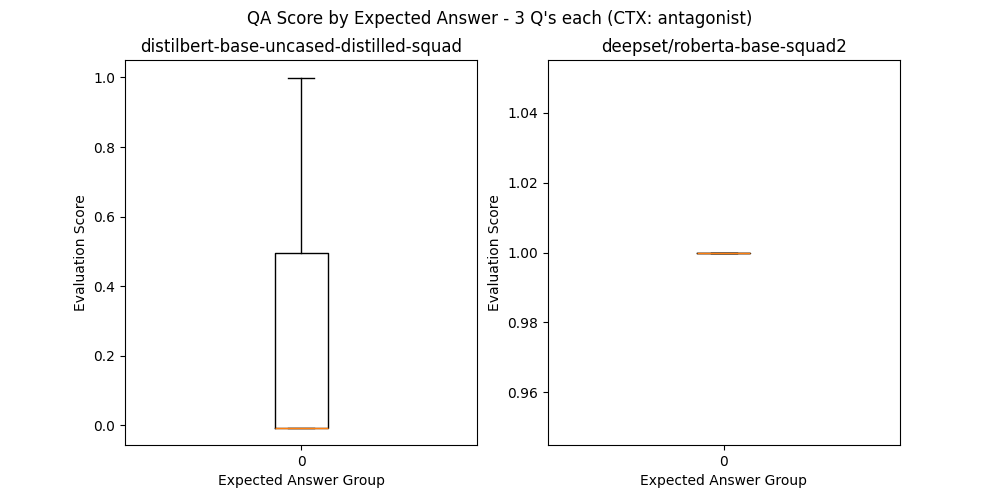 QA Score by Expected Answer - 3 Q's each (CTX: antagonist)
distilbert-base-uncased-distilled-squad
1.0
0.8
0.6
0.4
0.2
0.0
Evaluation Score
0
Expected Answer Group
deepset/roberta-base-squad2
1.04
1.02
1.00
0.98
0.96
Evaluation Score
0
Expected Answer Group